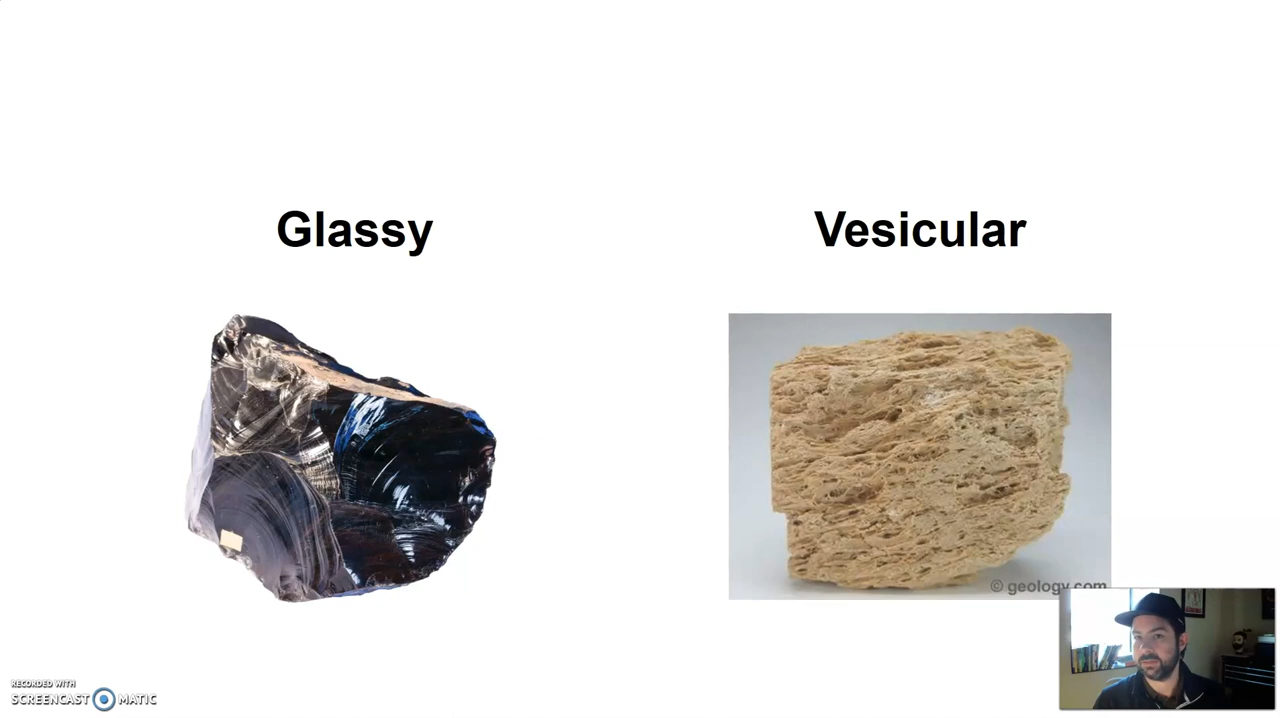 Glassy
Vesicular
© geology.com
RECORDED WITH
SCREENCAST MATIC